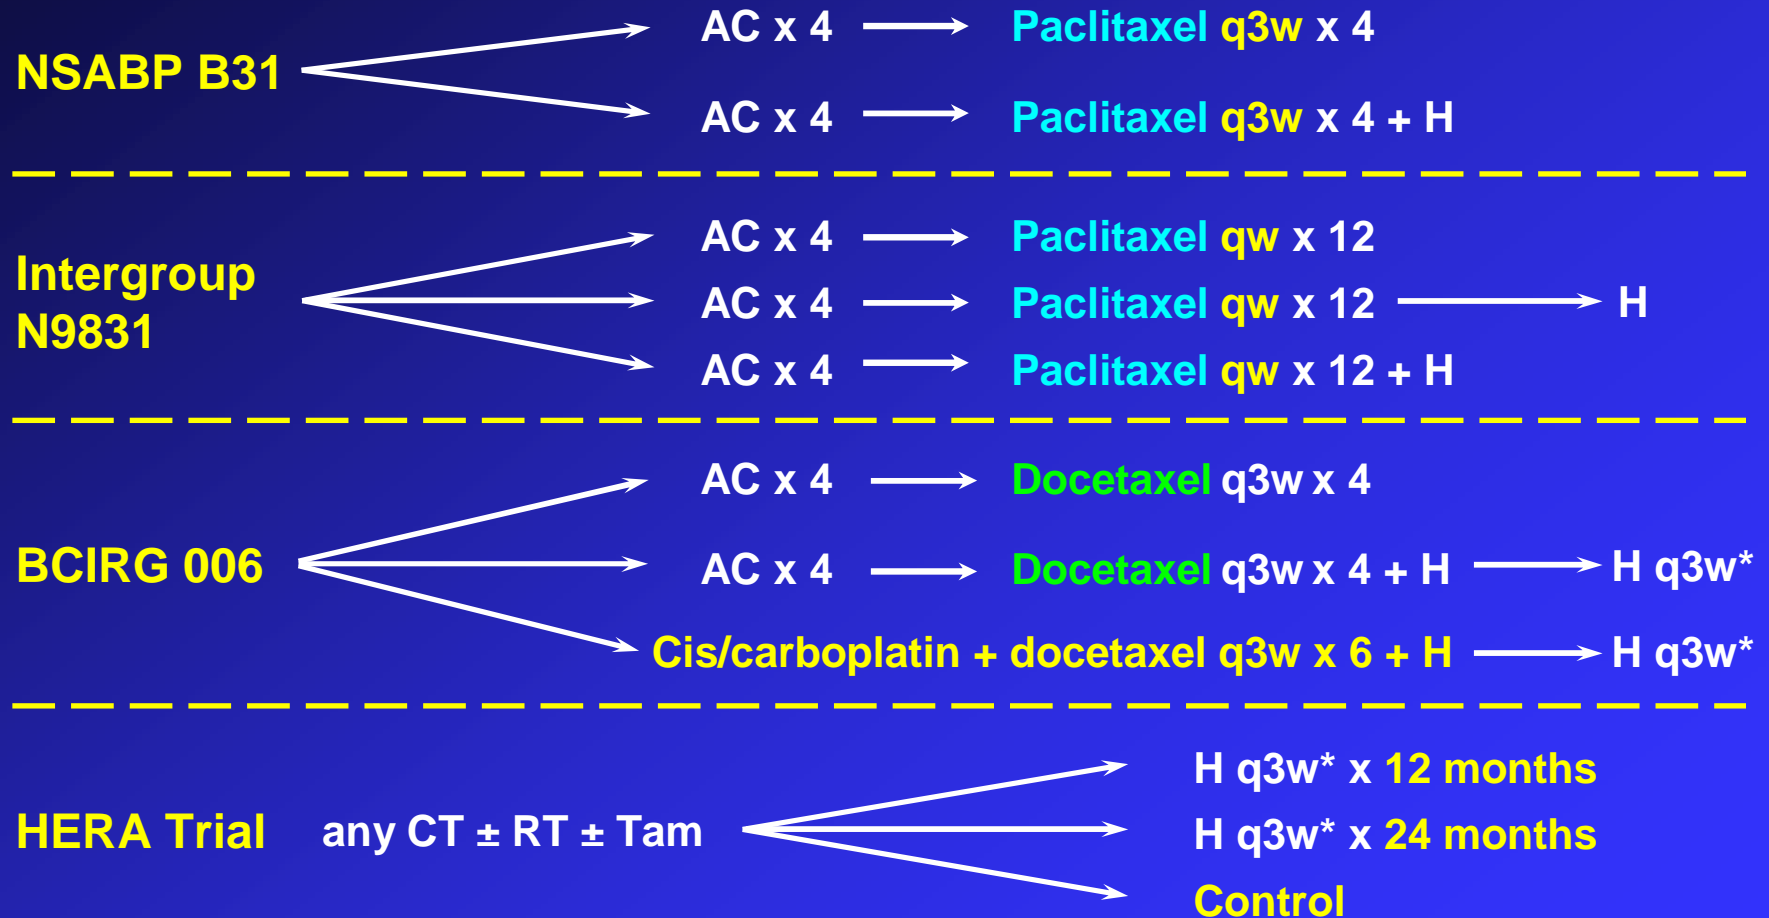 AC x 4 Paclitaxel q3w x 4
NSABP B31
AC x 4 Paclitaxel q3w x 4 + H
AC x 4 Paclitaxel qw x 12
Intergroup
N9831
AC x 4 Paclitaxel qw x 12 H
AC x 4 Paclitaxel qw x 12 + H
AC x 4 Docetaxel q3w x 4
BCIRG 006
AC x 4 Docetaxel q3w x 4 + H H q3w*
Cis/carboplatin + docetaxel q3w x 6 + H H q3w*
H q3w* x 12 months
HERA Trial any CT ± RT ± Tam H q3w* x 24 months
Control